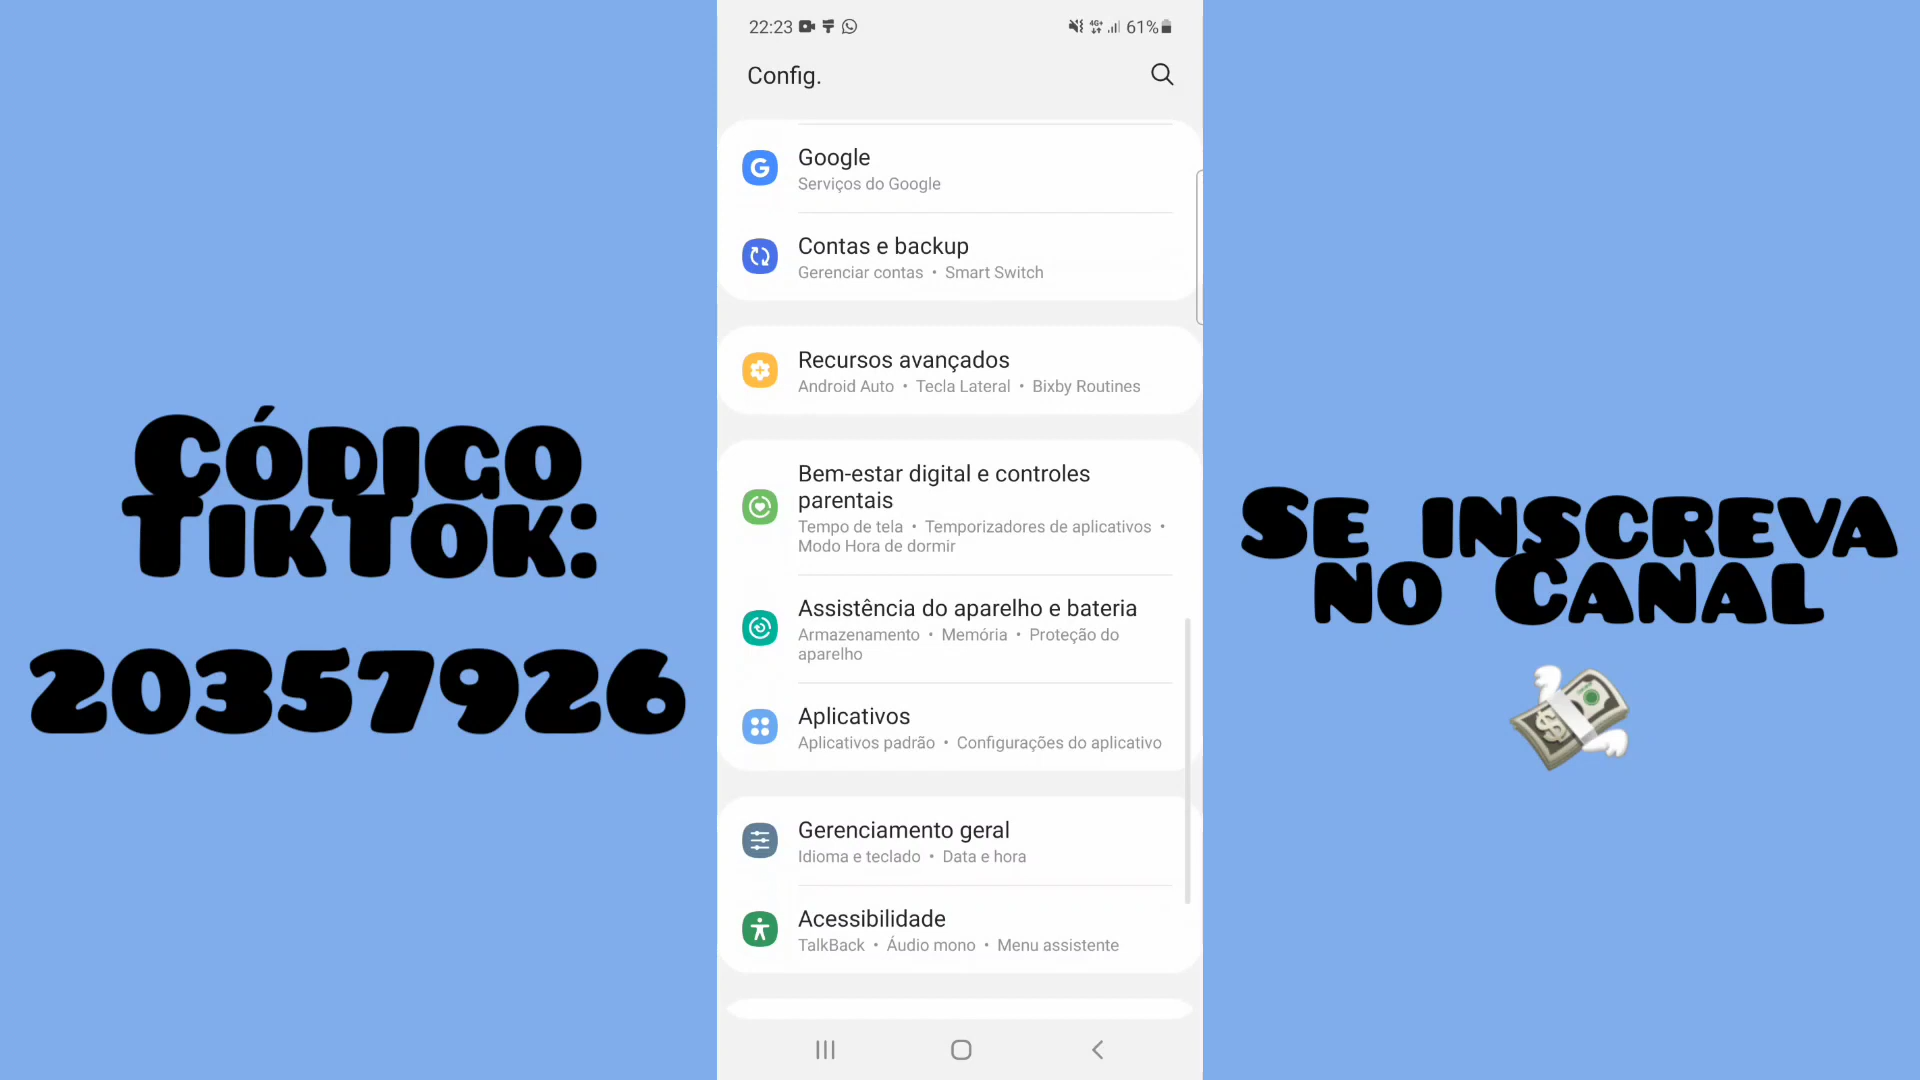 22:23
4G+
61%
Config.
Google
Serviços do Google
Contas e backup
Gerenciar contas • Smart Switch
Recursos avançados
Android Auto • Tecla Lateral • Bixby Routines
Bem-estar digital e controles
parentais
Tempo de tela • Temporizadores de aplicativos •
Modo Hora de dormir
Assistência do aparelho e bateria
Armazenamento • Memória • Proteção do
aparelho
Aplicativos
Aplicativos padrão • Configurações do aplicativo
Gerenciamento geral
Idioma e teclado • Data e hora
Acessibilidade
TalkBack • Áudio mono • Menu assistente
Código
TikTok:
20357926
Se inscreva
no Canal